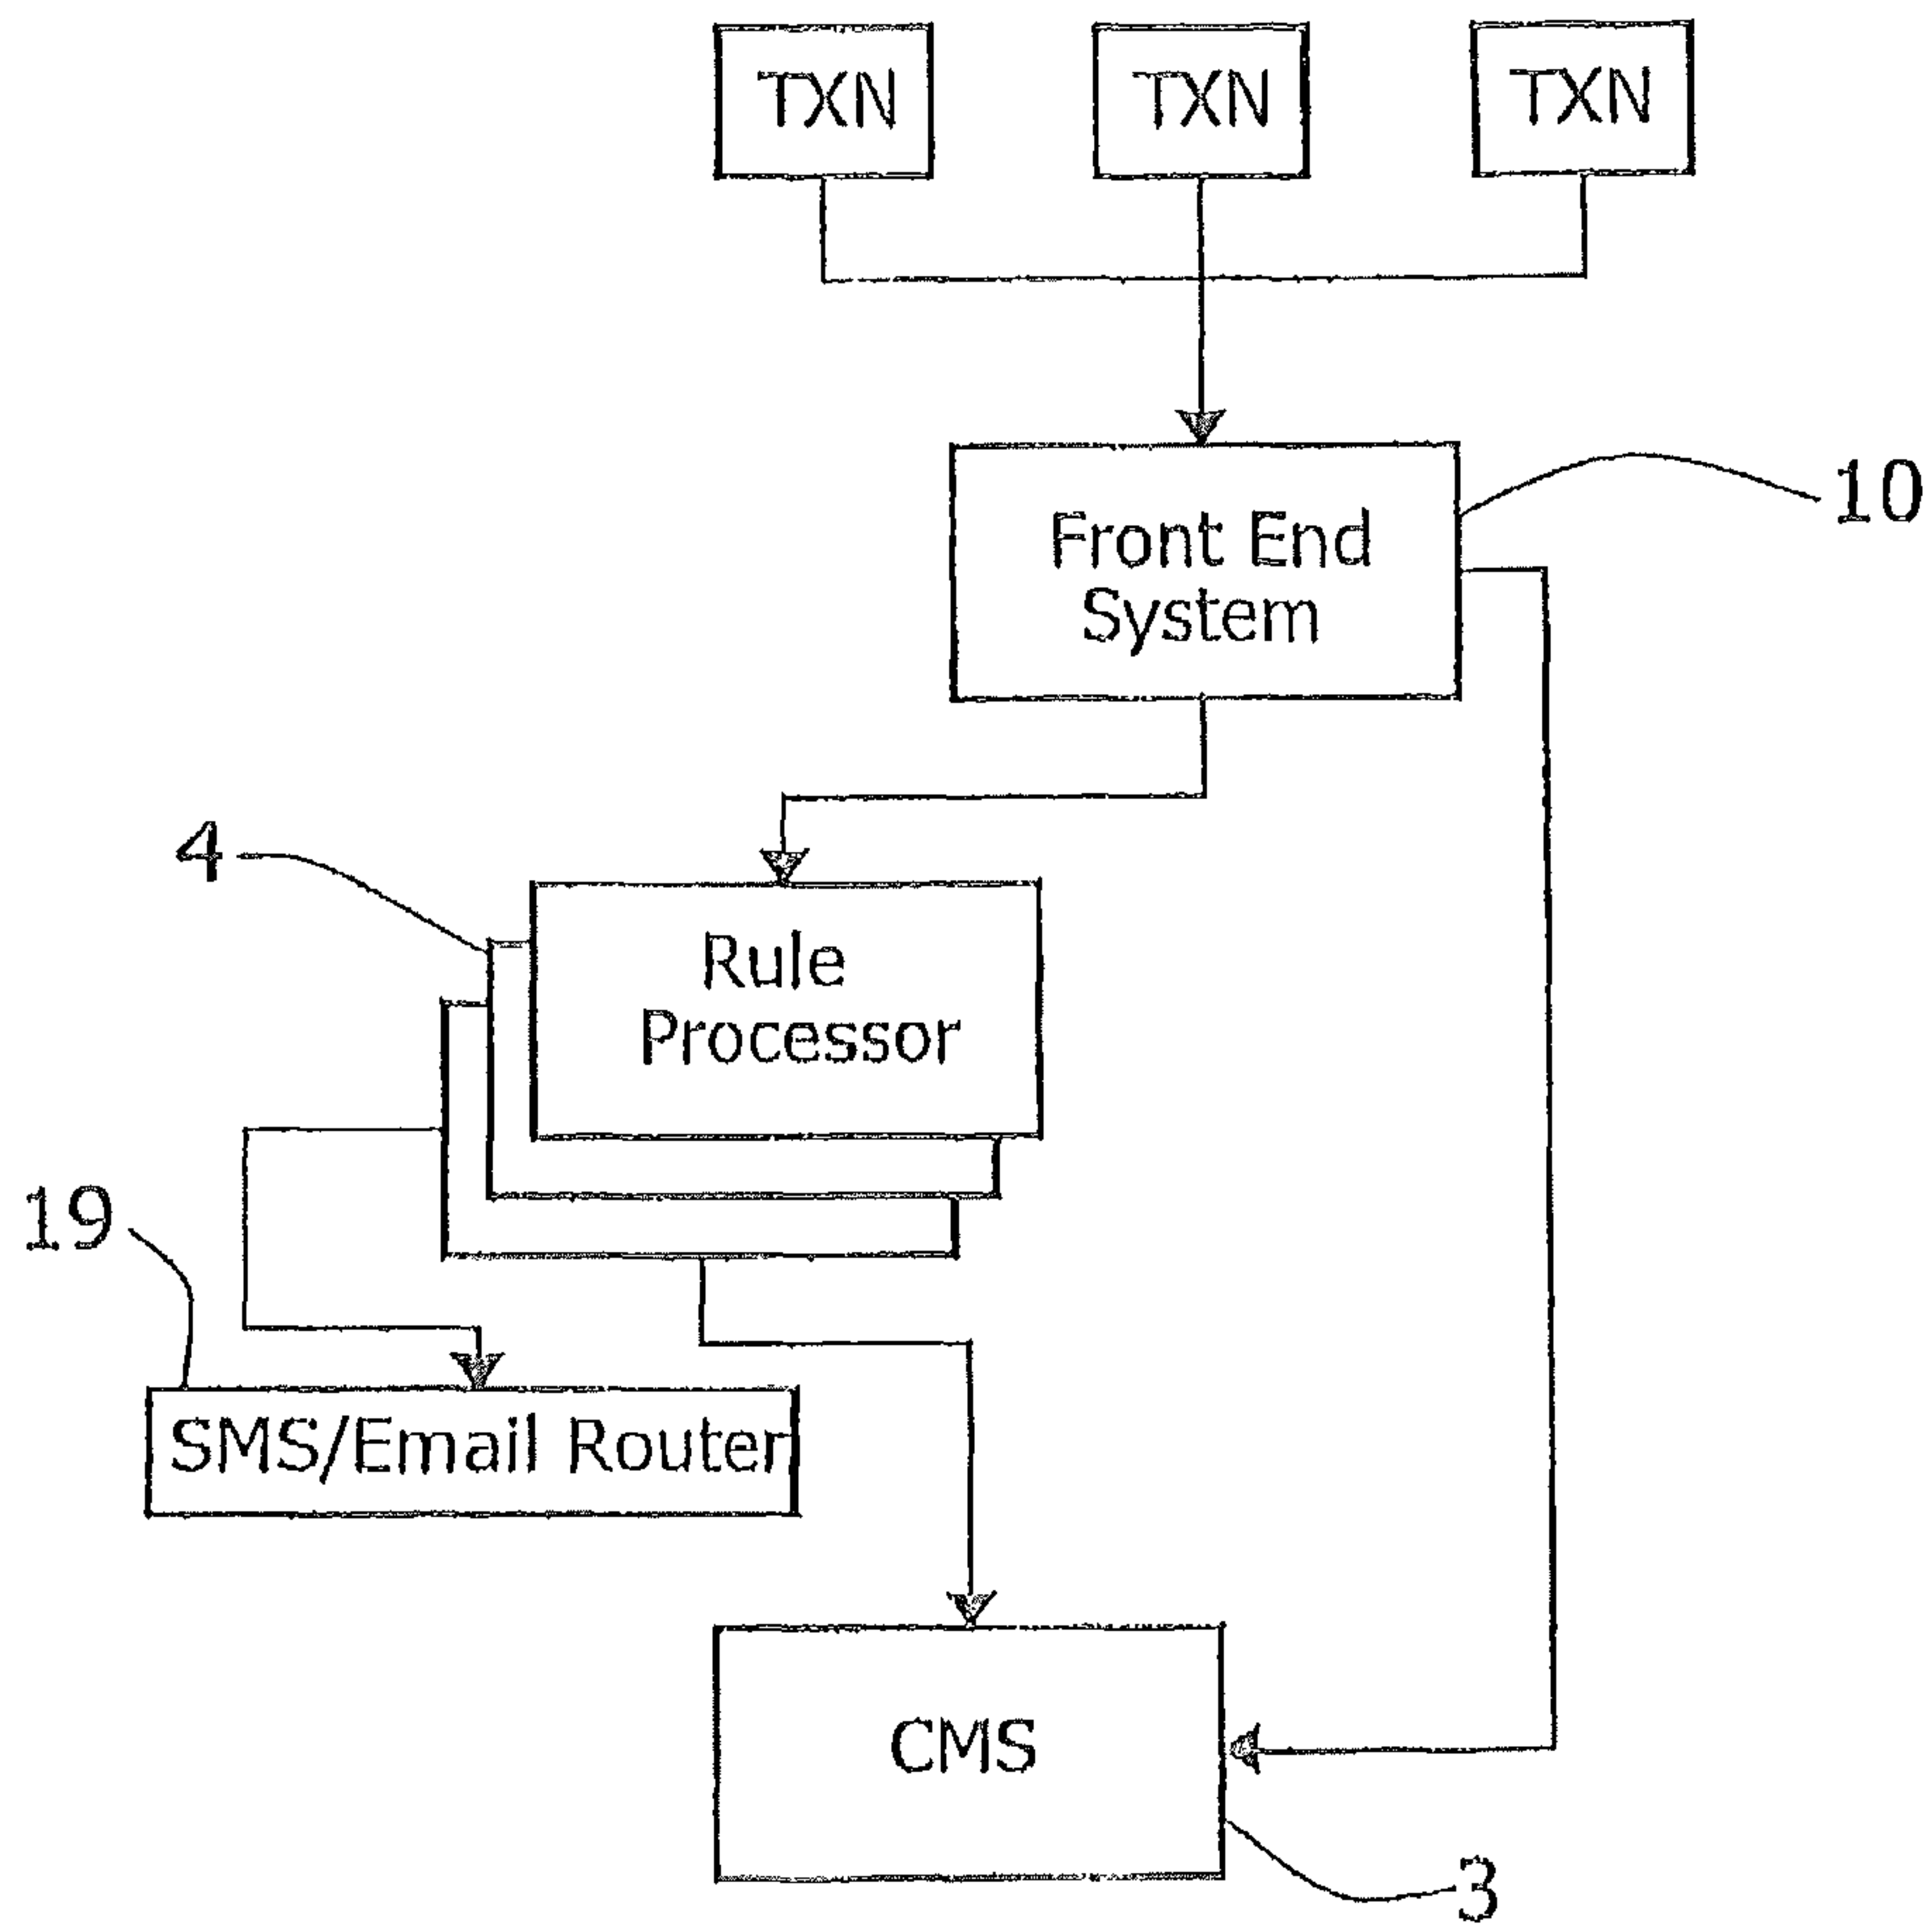 TXN
TXN
TXN
10
Front End
System
4
Rule
Processor
19
SMS/Email Router
CMS
3